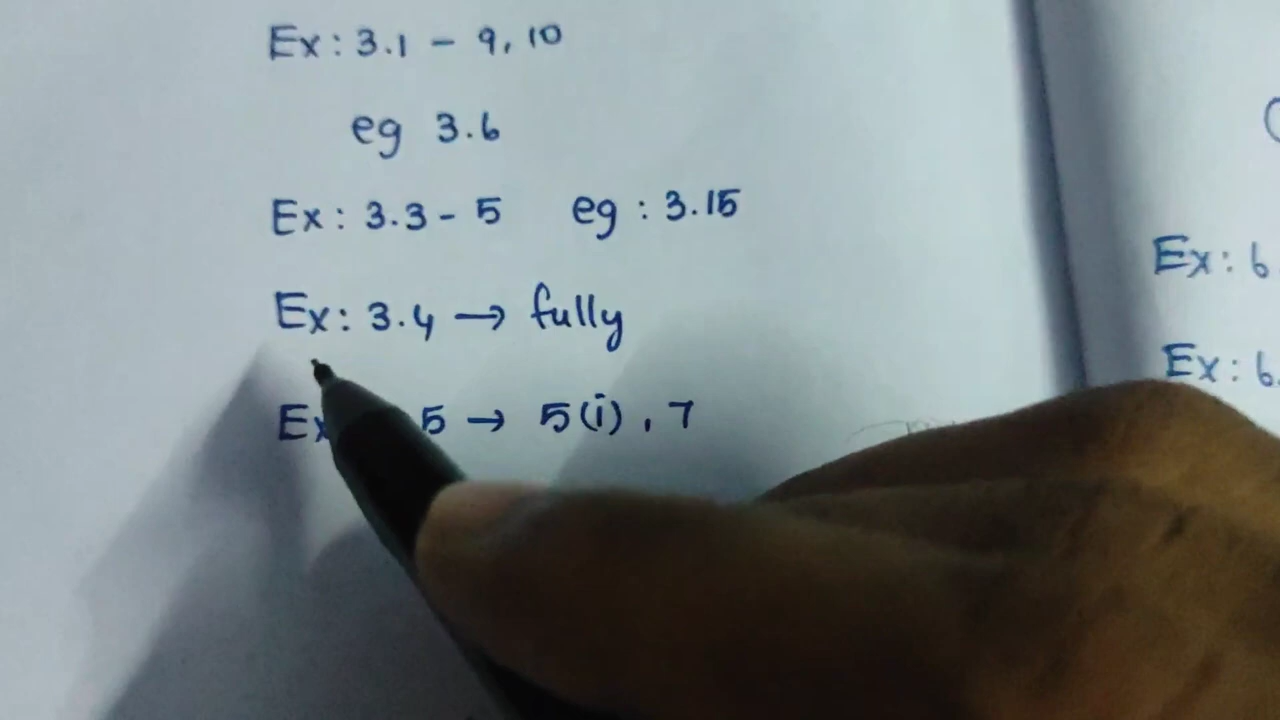 Ex: 3.1 - 9, 10
eg 3.6
Ex: 3.3 - 5 eg: 3.15
Ex: 3.4 → fully
Ex 5 → 5(i), 7
Ex: 6.
Ex: 6.